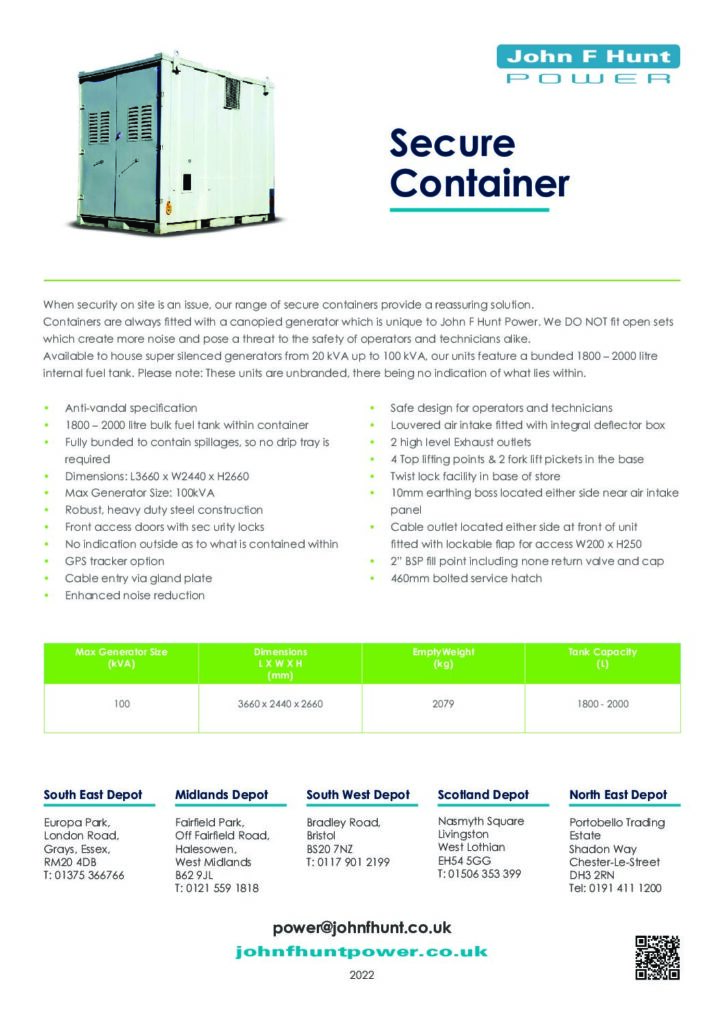 John F Hunt
POWER
Secure
Container
When security on site is an issue, our range of secure containers provide a reassuring solution.
Containers are always fitted with a canopied generator which is unique to John F Hunt Power. We DO NOT fit open sets
which create more noise and pose a threat to the safety of operators and technicians alike.
Available to house super silenced generators from 20 kVA up to 100 kVA, our units feature a bunded 1800 – 2000 litre
internal fuel tank. Please note: These units are unbranded, there being no indication of what lies within.
• Anti-vandal specification
• 1800 – 2000 litre bulk fuel tank within container
• Fully bunded to contain spillages, so no drip tray is
required
• Dimensions: L3660 x W2440 x H2660
• Max Generator Size: 100kVA
• Robust, heavy duty steel construction
• Front access doors with sec urity locks
• No indication outside as to what is contained within
• GPS tracker option
• Cable entry via gland plate
• Enhanced noise reduction
• Safe design for operators and technicians
• Louvered air intake fitted with integral deflector box
• 2 high level Exhaust outlets
• 4 Top lifting points & 2 fork lift pickets in the base
• Twist lock facility in base of store
• 10mm earthing boss located either side near air intake
panel
• Cable outlet located either side at front of unit
fitted with lockable flap for access W200 x H250
• 2” BSP fill point including none return valve and cap
• 460mm bolted service hatch
Max Generator Size
(kVA)
Dimensions
L X W X H
(mm)
EmptyWeight
(kg)
Tank Capacity
(L)
100
3660 x 2440 x 2660
2079
1800 - 2000
South East Depot
Europa Park,
London Road,
Grays, Essex,
RM20 4DB
T: 01375 366766
Midlands Depot
Fairfield Park,
Off Fairfield Road,
Halesowen,
West Midlands
B62 9JL
T: 0121 559 1818
South West Depot
Bradley Road,
Bristol
BS20 7NZ
T: 0117 901 2199
Scotland Depot
Nasmyth Square
Livingston
West Lothian
EH54 5GG
T: 01506 353 399
North East Depot
Portobello Trading
Estate
Shadon Way
Chester-Le-Street
DH3 2RN
Tel: 0191 411 1200
power@johnfhunt.co.uk
johnfhuntpower.co.uk
2022